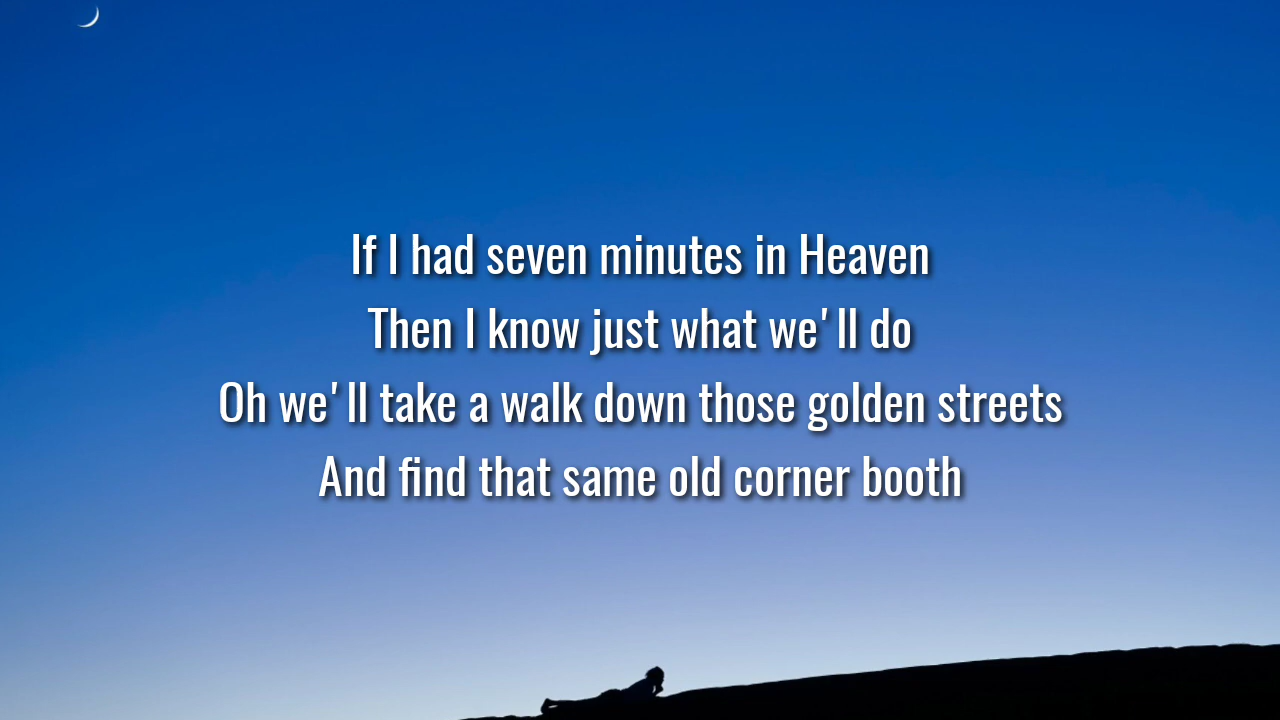 If I had seven minutes in Heaven
Then I know just what we'll do
Oh we'll take a walk down those golden streets
And find that same old corner booth